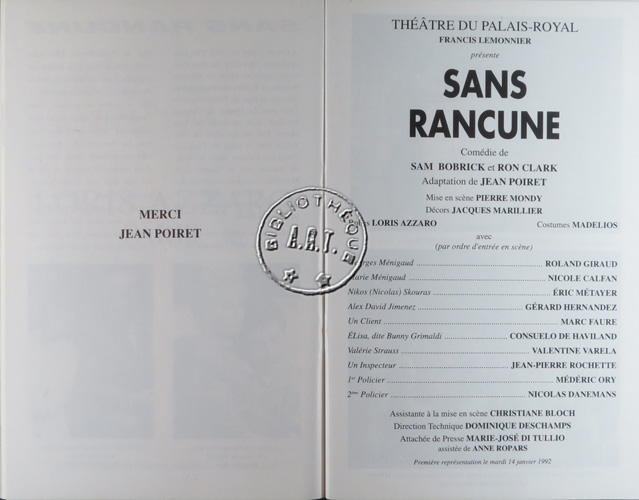 MERCI
JEAN POIRET
BIBLIOTHÈQUE
A.R.T.
THÉÂTRE DU PALAIS-ROYAL
FRANCIS LEMONNIER
présente
SANS
RANCUNE
Comédie de
SAM BOBRICK et RON CLARK
Adaptation de JEAN POIRET
Mise en scène PIERRE MONDY
Décors JACQUES MARILLIER
LORIS AZZARO Costumes MADELIOS
avec
(par ordre d'entrée en scène)
Ménigaud ROLAND GIRAUD
Marie Ménigaud NICOLE CALFAN
Nikos (Nicolas) Skouras ÉRIC MÉTAYER
Alex David Jimenez GÉRARD HERNANDEZ
Un Client MARC FAURE
ÉLisa, dite Bunny Grimaldi CONSUELO DE HAVILAND
Valérie Strauss VALENTINE VARELA
Un Inspecteur JEAN-PIERRE ROCHETTE
1er Policier MÉDÉRIC ORY
2ème Policier NICOLAS DANEMANS
Assistante à la mise en scène CHRISTIANE BLOCH
Direction Technique DOMINIQUE DESCHAMPS
Attachée de Presse MARIE-JOSÉ DI TULLIO
assistée de ANNE ROPARS
Première représentation le mardi 14 janvier 1992